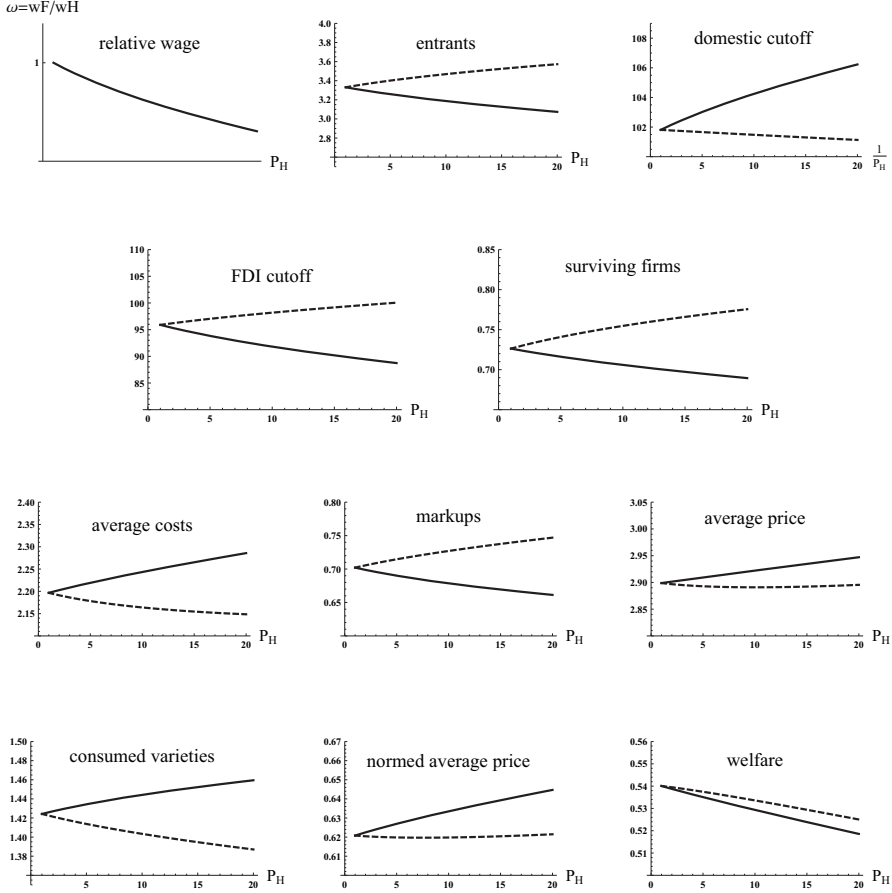 ω=wF/wH
relative wage
1
P_H
entrants
4.0
3.8
3.6
3.4
3.2
3.0
2.8
0 5 10 15 20
P_H
domestic cutoff
108
106
104
102
0 5 10 15 20
1/P_H
FDI cutoff
110
105
100
95
90
85
0 5 10 15 20
P_H
surviving firms
0.85
0.80
0.75
0.70
0 5 10 15 20
P_H
average costs
2.40
2.35
2.30
2.25
2.20
2.15
0 5 10 15 20
P_H
markups
0.80
0.75
0.70
0.65
0 5 10 15 20
P_H
average price
3.05
3.00
2.95
2.90
2.85
0 5 10 15 20
P_H
consumed varieties
1.50
1.48
1.46
1.44
1.42
1.40
1.38
5 10 15 20
P_H
normed average price
0.67
0.66
0.65
0.64
0.63
0.62
0.61
0 5 10 15 20
P_H
welfare
0.56
0.55
0.54
0.53
0.52
0.51
0 5 10 15 20
P_H